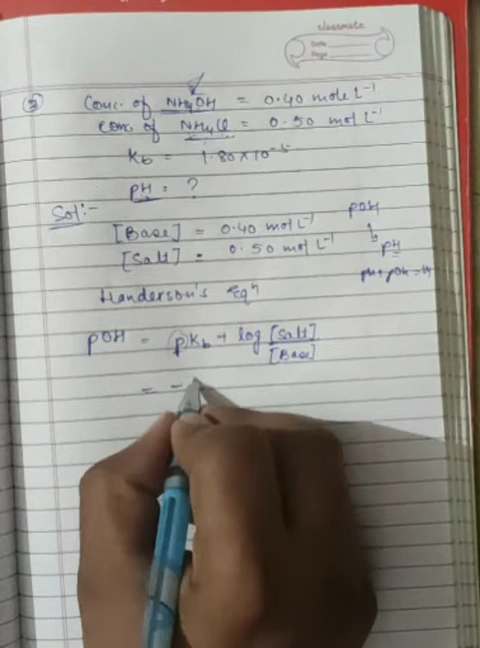 classmate
Date
Page
③ Conc. of NH4OH = 0.40 mole L⁻¹
Conc of NH4Cl = 0.50 mol L⁻¹
Kb = 1.80×10⁻⁵
pH = ?
Sol:-
[Base] = 0.40 mol L⁻¹
[Salt] = 0.50 mol L⁻¹
pOH
↳ pH
pH + pOH = 14
Handerson's Eqⁿ
pOH = pKb + log [Salt]
[Base]
= -